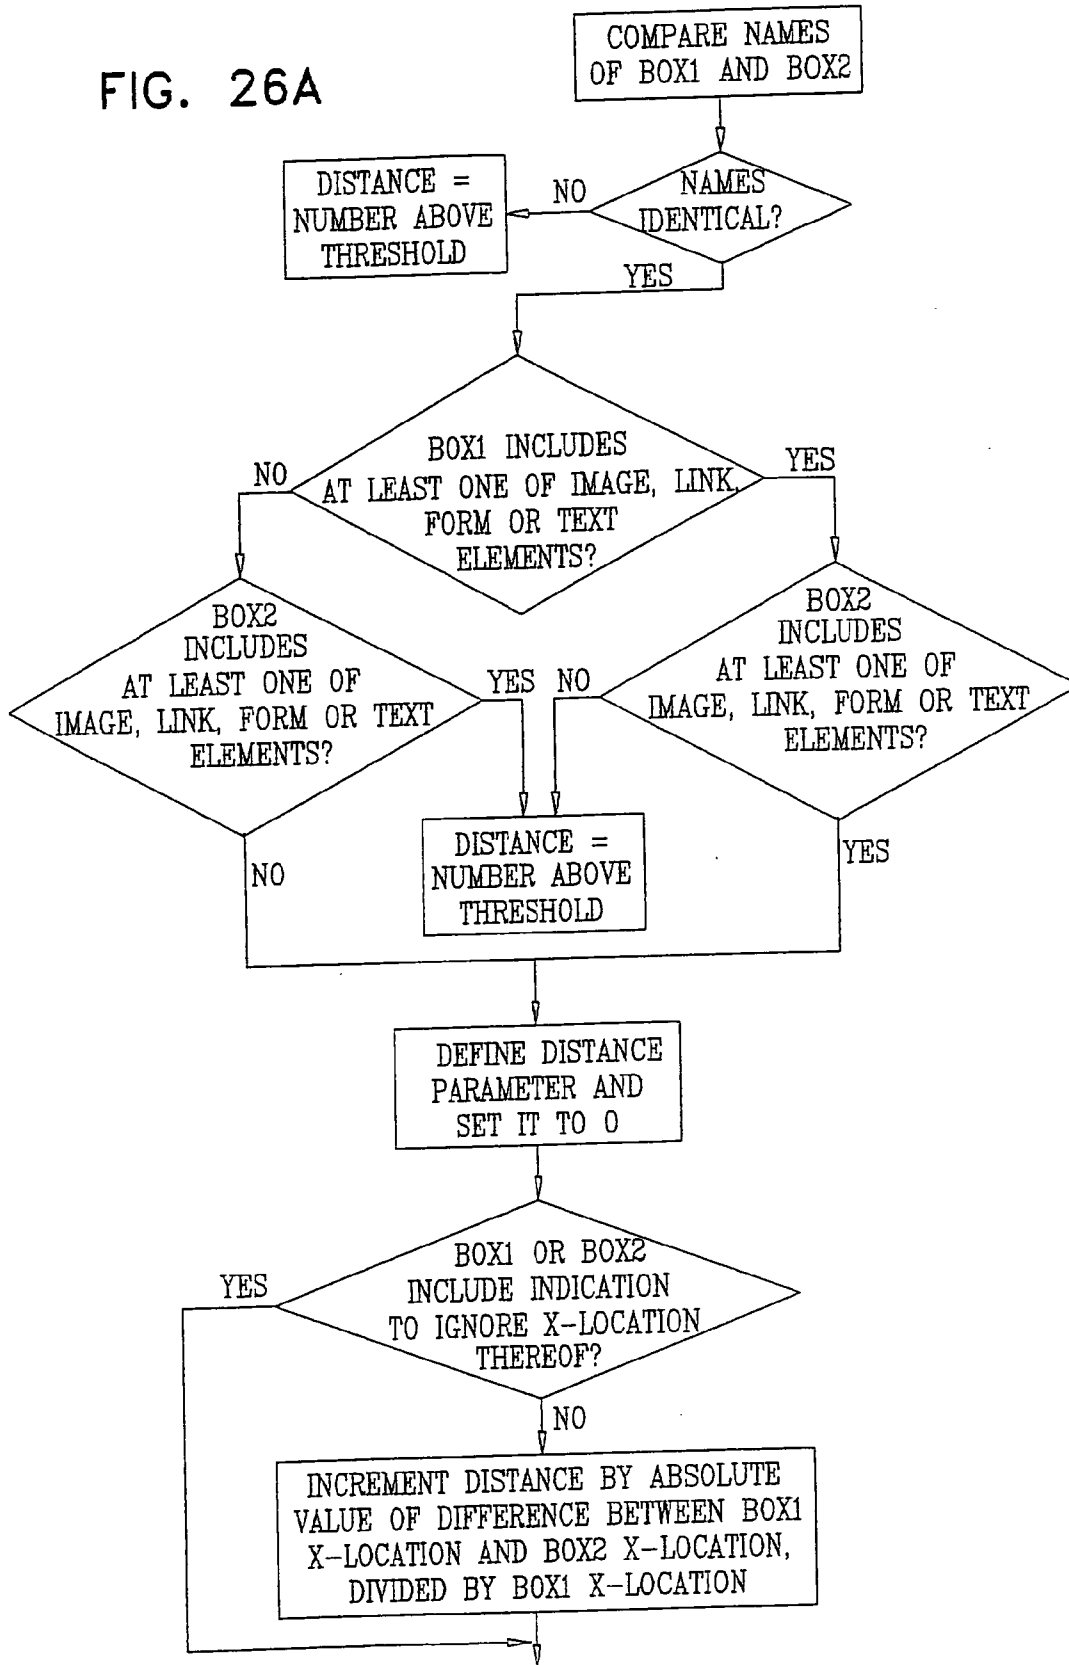 FIG. 26A
COMPARE NAMES
OF BOX1 AND BOX2
NAMES
IDENTICAL?
NO
DISTANCE =
NUMBER ABOVE
THRESHOLD
YES
BOX1 INCLUDES
AT LEAST ONE OF IMAGE, LINK,
FORM OR TEXT
ELEMENTS?
NO
YES
BOX2
INCLUDES
AT LEAST ONE OF
IMAGE, LINK, FORM OR TEXT
ELEMENTS?
YES
NO
BOX2
INCLUDES
AT LEAST ONE OF
IMAGE, LINK, FORM OR TEXT
ELEMENTS?
DISTANCE =
NUMBER ABOVE
THRESHOLD
NO
YES
DEFINE DISTANCE
PARAMETER AND
SET IT TO 0
BOX1 OR BOX2
INCLUDE INDICATION
TO IGNORE X-LOCATION
THEREOF?
YES
NO
INCREMENT DISTANCE BY ABSOLUTE
VALUE OF DIFFERENCE BETWEEN BOX1
X-LOCATION AND BOX2 X-LOCATION,
DIVIDED BY BOX1 X-LOCATION